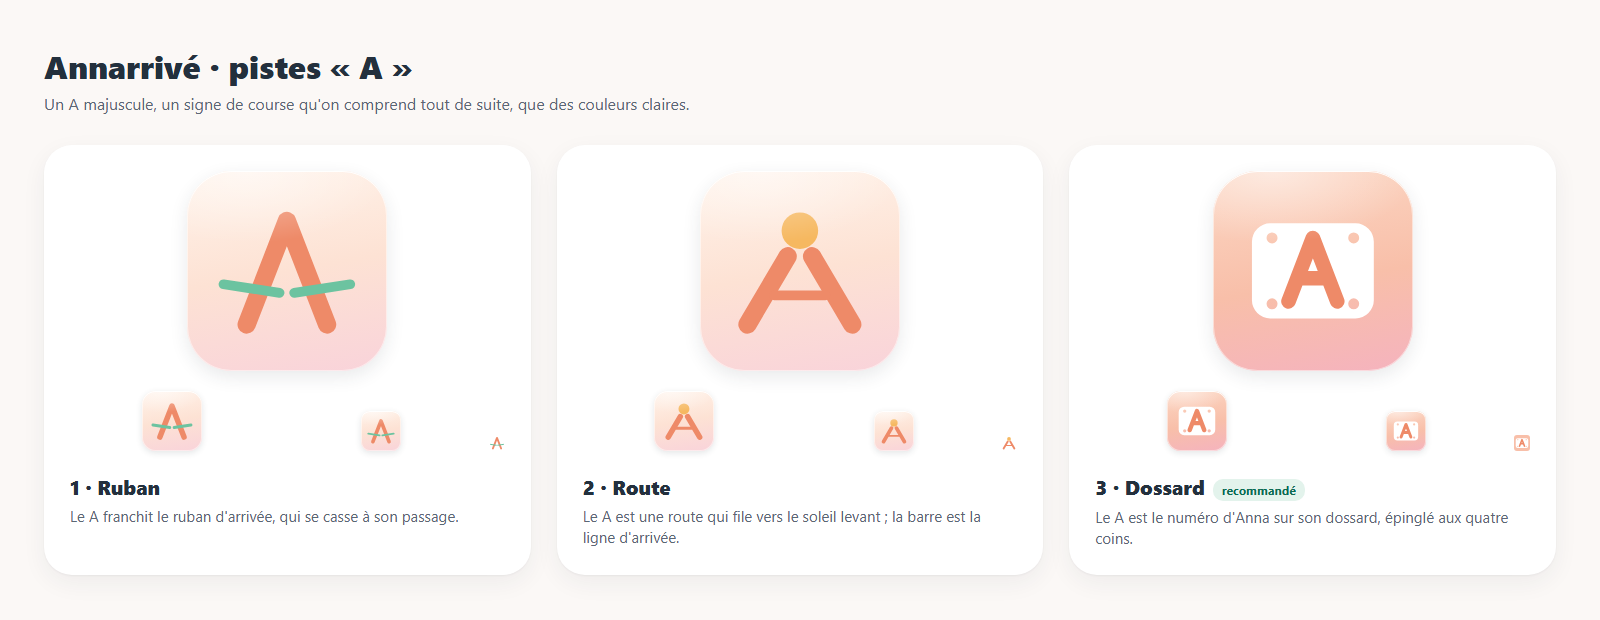 Annarrivé · pistes « A »
Un A majuscule, un signe de course qu'on comprend tout de suite, que des couleurs claires.
A
A
A
A
A
A
A
A
A
A
A
A
1 · Ruban
Le A franchit le ruban d'arrivée, qui se casse à son passage.
2 · Route
Le A est une route qui file vers le soleil levant ; la barre est la
ligne d'arrivée.
3 · Dossard recommandé
Le A est le numéro d'Anna sur son dossard, épinglé aux quatre
coins.